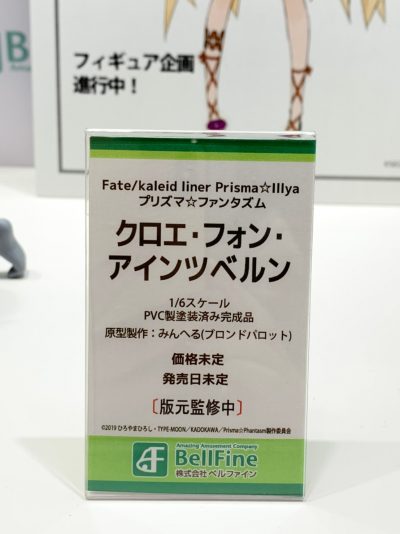 フィギュア企画
進行中!
Fate/kaleid liner Prisma☆Illya
プリズマ☆ファンタズム
クロエ・フォン・
アインツベルン
1/6スケール
PVC製塗装済み完成品
原型製作:みんへる(ブロンドパロット)
価格未定
発売日未定
〔版元監修中〕
©2019 ひろやまひろし・TYPE-MOON/KADOKAWA/Prisma☆Phantasm製作委員会
Amazing Amusement Company
BellFine
株式会社 ベルファイン